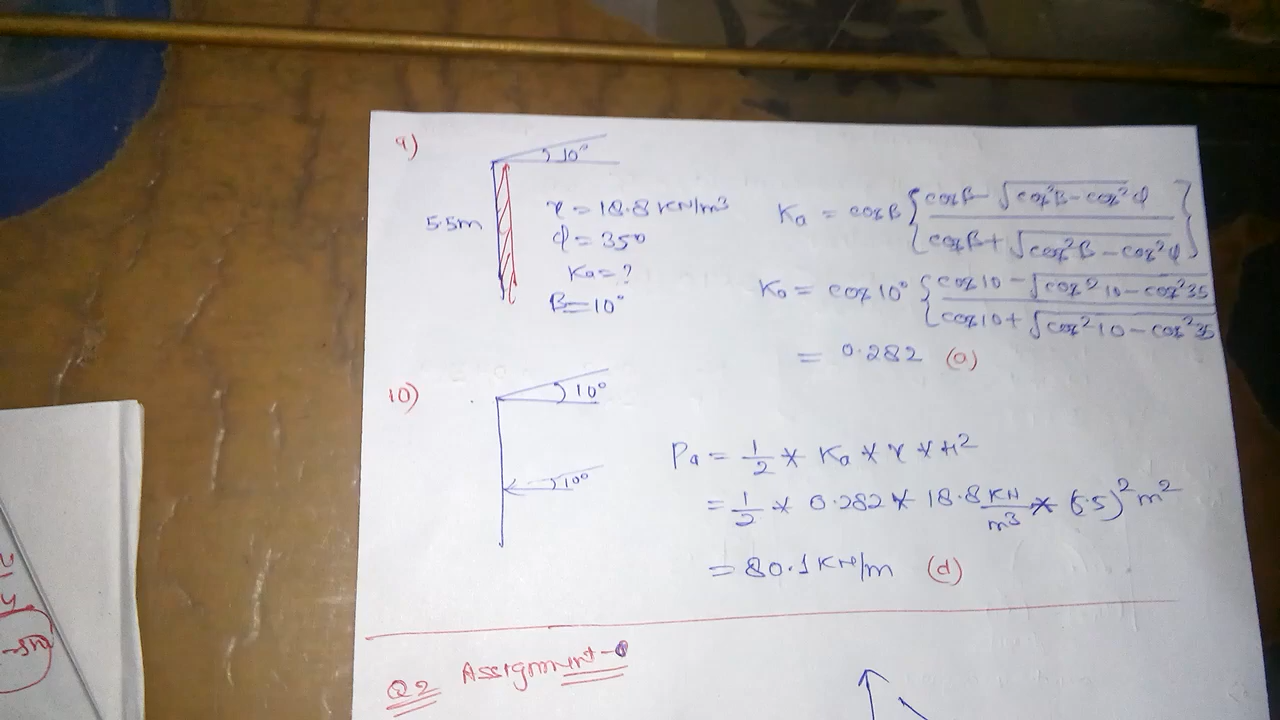 9)
10°
5.5m
γ = 18.8 KN/m³
φ = 35°
Ka = ?
β = 10°
Ka = cosβ { cosβ - √cos²β - cos²φ / cosβ + √cos²β - cos²φ }
Ka = cos10° { cos10 - √cos²10 - cos²35 / cos10 + √cos²10 - cos²35
= 0.282 (a)
10)
10°
10°
Pa = 1/2 * Ka * γ * H²
= 1/2 * 0.282 * 18.8 KN/m³ * (5.5)² m²
= 80.1 KN/m (d)
Q2 Assignment-